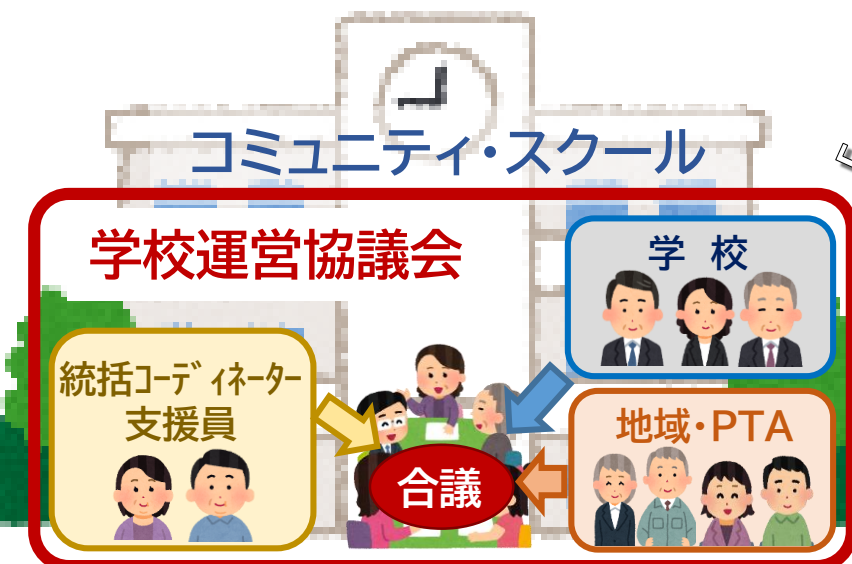 コミュニティ・スクール
学校運営協議会
学 校
統括ｺｰﾃﾞｨﾈｰﾀｰ
支援員
地域・PTA
合議